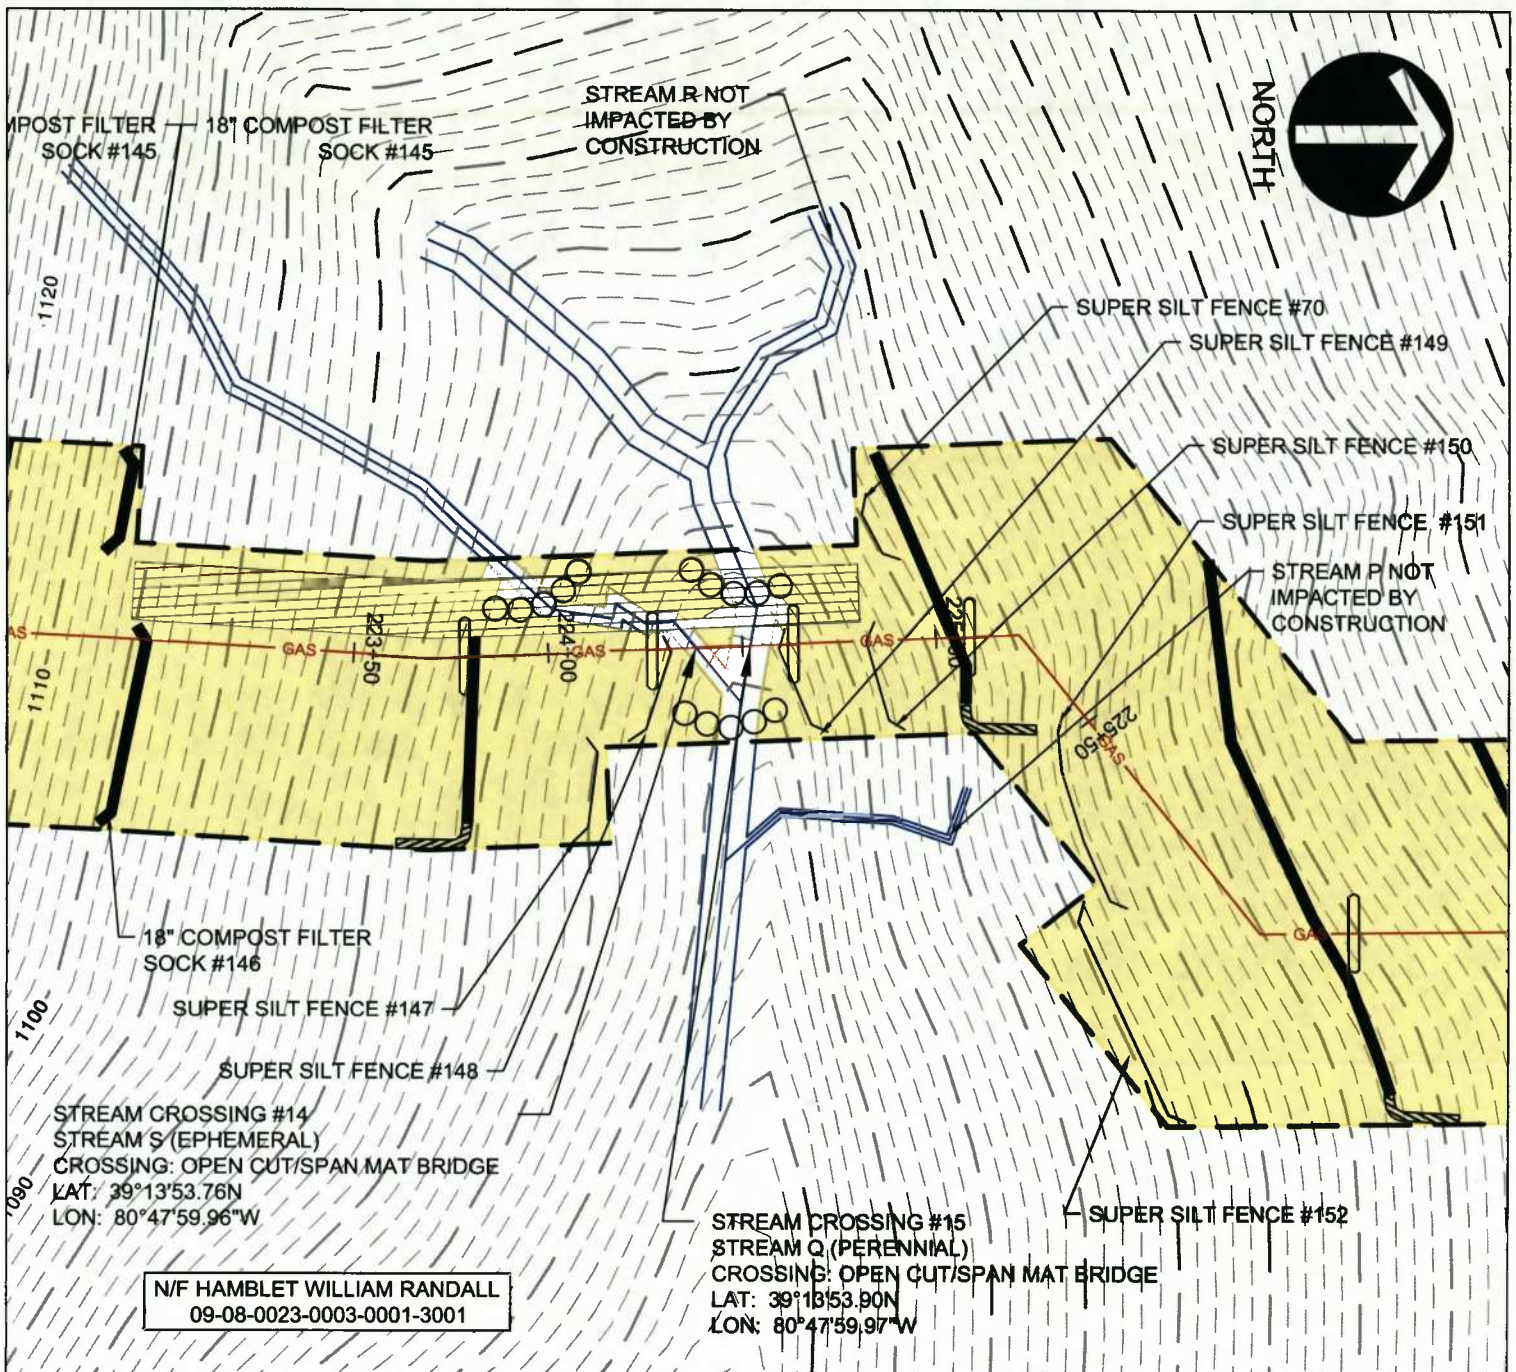 STREAM R NOT
IMPACTED BY
CONSTRUCTION
NORTH
MPOST FILTER
SOCK #145
18" COMPOST FILTER
SOCK #145
1120
SUPER SILT FENCE #70
SUPER SILT FENCE #149
SUPER SILT FENCE #150
SUPER SILT FENCE #151
STREAM P NOT
IMPACTED BY
CONSTRUCTION
AS
GAS
223+50
224+00
GAS
GAS
1110
225+50
GAS
GAS
18" COMPOST FILTER
SOCK #146
SUPER SILT FENCE #147
1100
SUPER SILT FENCE #148
STREAM CROSSING #14
STREAM S (EPHEMERAL)
CROSSING: OPEN CUT/SPAN MAT BRIDGE
LAT: 39°13'53.76N
LON: 80°47'59.96"W
1090
STREAM CROSSING #15
STREAM Q (PERENNIAL)
CROSSING: OPEN CUT/SPAN MAT BRIDGE
LAT: 39°13'53.90N
LON: 80°47'59.97"W
SUPER SILT FENCE #152
N/F HAMBLET WILLIAM RANDALL
09-08-0023-0003-0001-3001